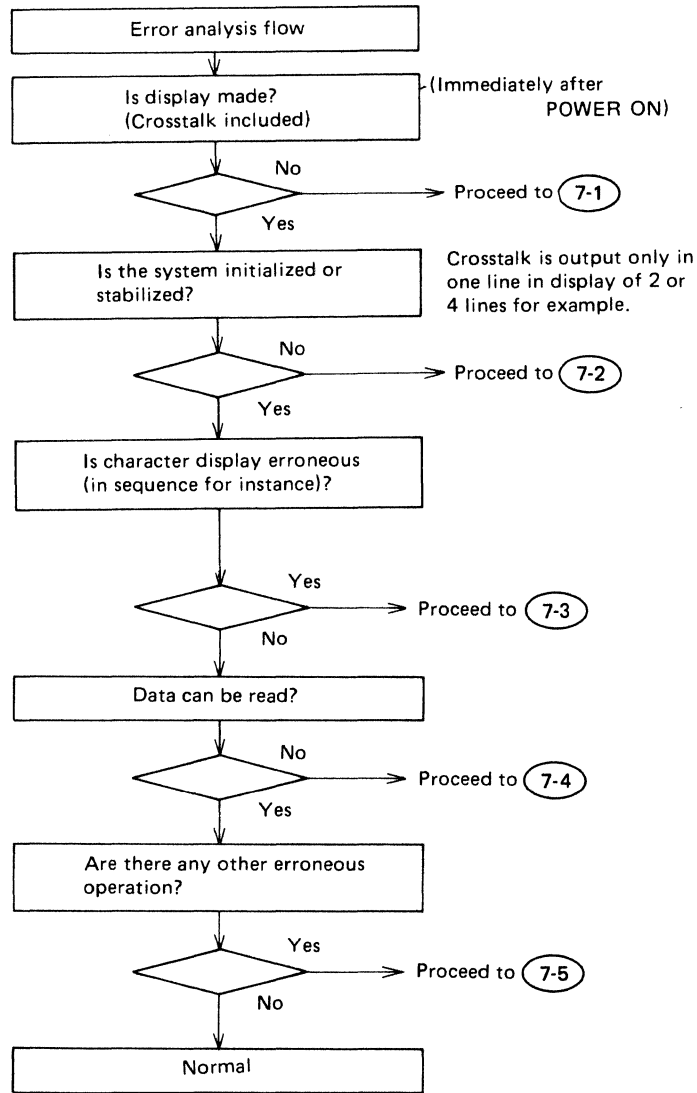 Error analysis flow
Is display made?
(Crosstalk included)
(Immediately after
POWER ON)
No
Proceed to 7-1
Yes
Is the system initialized or
stabilized?
Crosstalk is output only in
one line in display of 2 or
4 lines for example.
No
Proceed to 7-2
Yes
Is character display erroneous
(in sequence for instance)?
Yes
Proceed to 7-3
No
Data can be read?
No
Proceed to 7-4
Yes
Are there any other erroneous
operation?
Yes
Proceed to 7-5
No
Normal